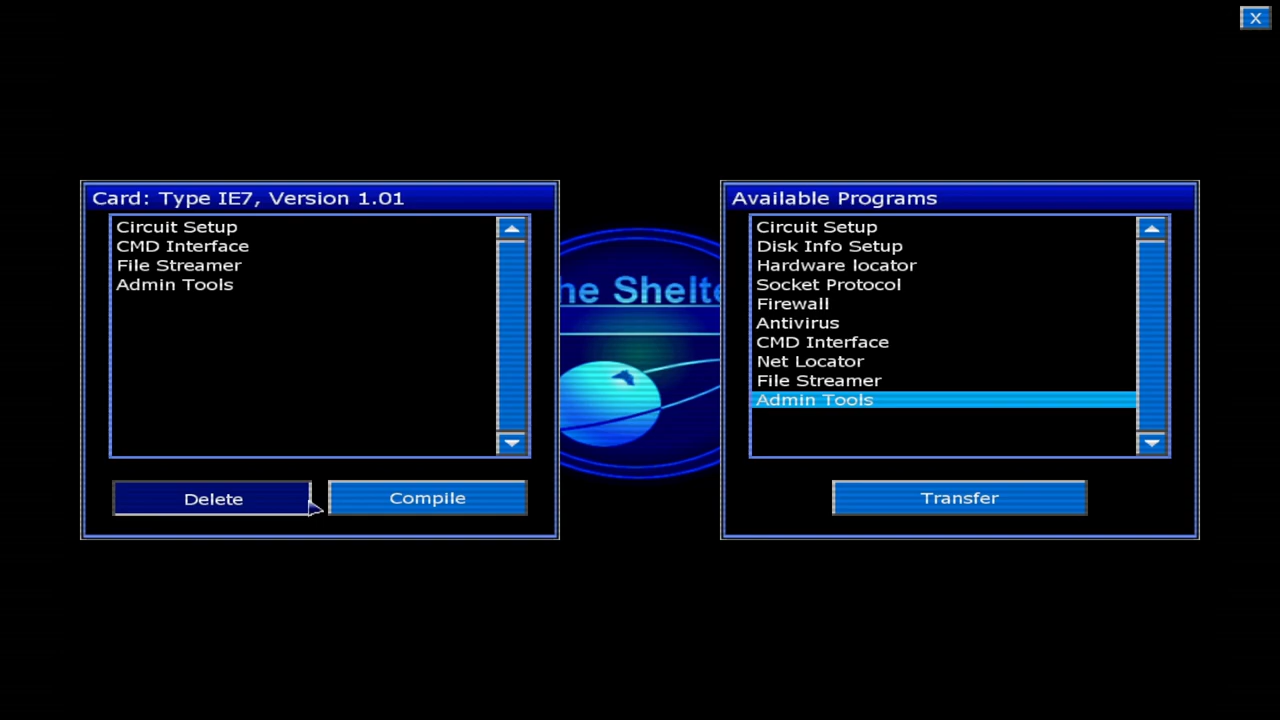 X
Card: Type IE7, Version 1.01
Circuit Setup
CMD Interface
File Streamer
Admin Tools
Delete
Compile
he Shelte
Available Programs
Circuit Setup
Disk Info Setup
Hardware locator
Socket Protocol
Firewall
Antivirus
CMD Interface
Net Locator
File Streamer
Admin Tools
Transfer